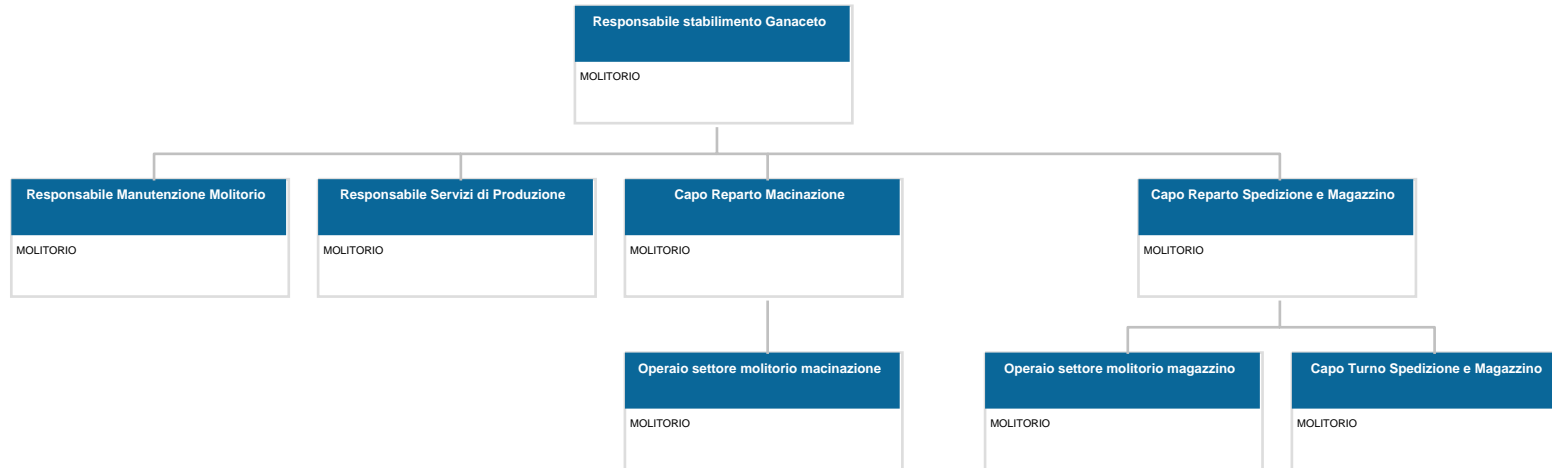 Responsabile stabilimento Ganaceto
MOLITORIO
Responsabile Manutenzione Molitorio
MOLITORIO
Responsabile Servizi di Produzione
MOLITORIO
Capo Reparto Macinazione
MOLITORIO
Capo Reparto Spedizione e Magazzino
MOLITORIO
Operaio settore molitorio macinazione
MOLITORIO
Operaio settore molitorio magazzino
MOLITORIO
Capo Turno Spedizione e Magazzino
MOLITORIO